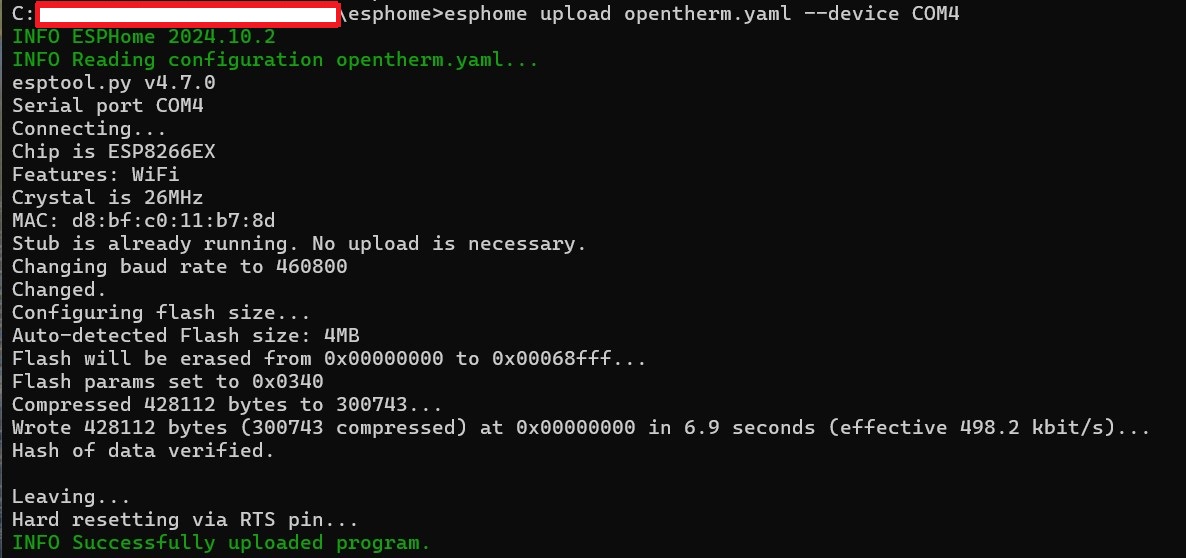 C:\esphome>esphome upload opentherm.yaml --device COM4
INFO ESPHome 2024.10.2
INFO Reading configuration opentherm.yaml...
esptool.py v4.7.0
Serial port COM4
Connecting...
Chip is ESP8266EX
Features: WiFi
Crystal is 26MHz
MAC: d8:bf:c0:11:b7:8d
Stub is already running. No upload is necessary.
Changing baud rate to 460800
Changed.
Configuring flash size...
Auto-detected Flash size: 4MB
Flash will be erased from 0x00000000 to 0x00068fff...
Flash params set to 0x0340
Compressed 428112 bytes to 300743...
Wrote 428112 bytes (300743 compressed) at 0x00000000 in 6.9 seconds (effective 498.2 kbit/s)...
Hash of data verified.
Leaving...
Hard resetting via RTS pin...
INFO Successfully uploaded program.